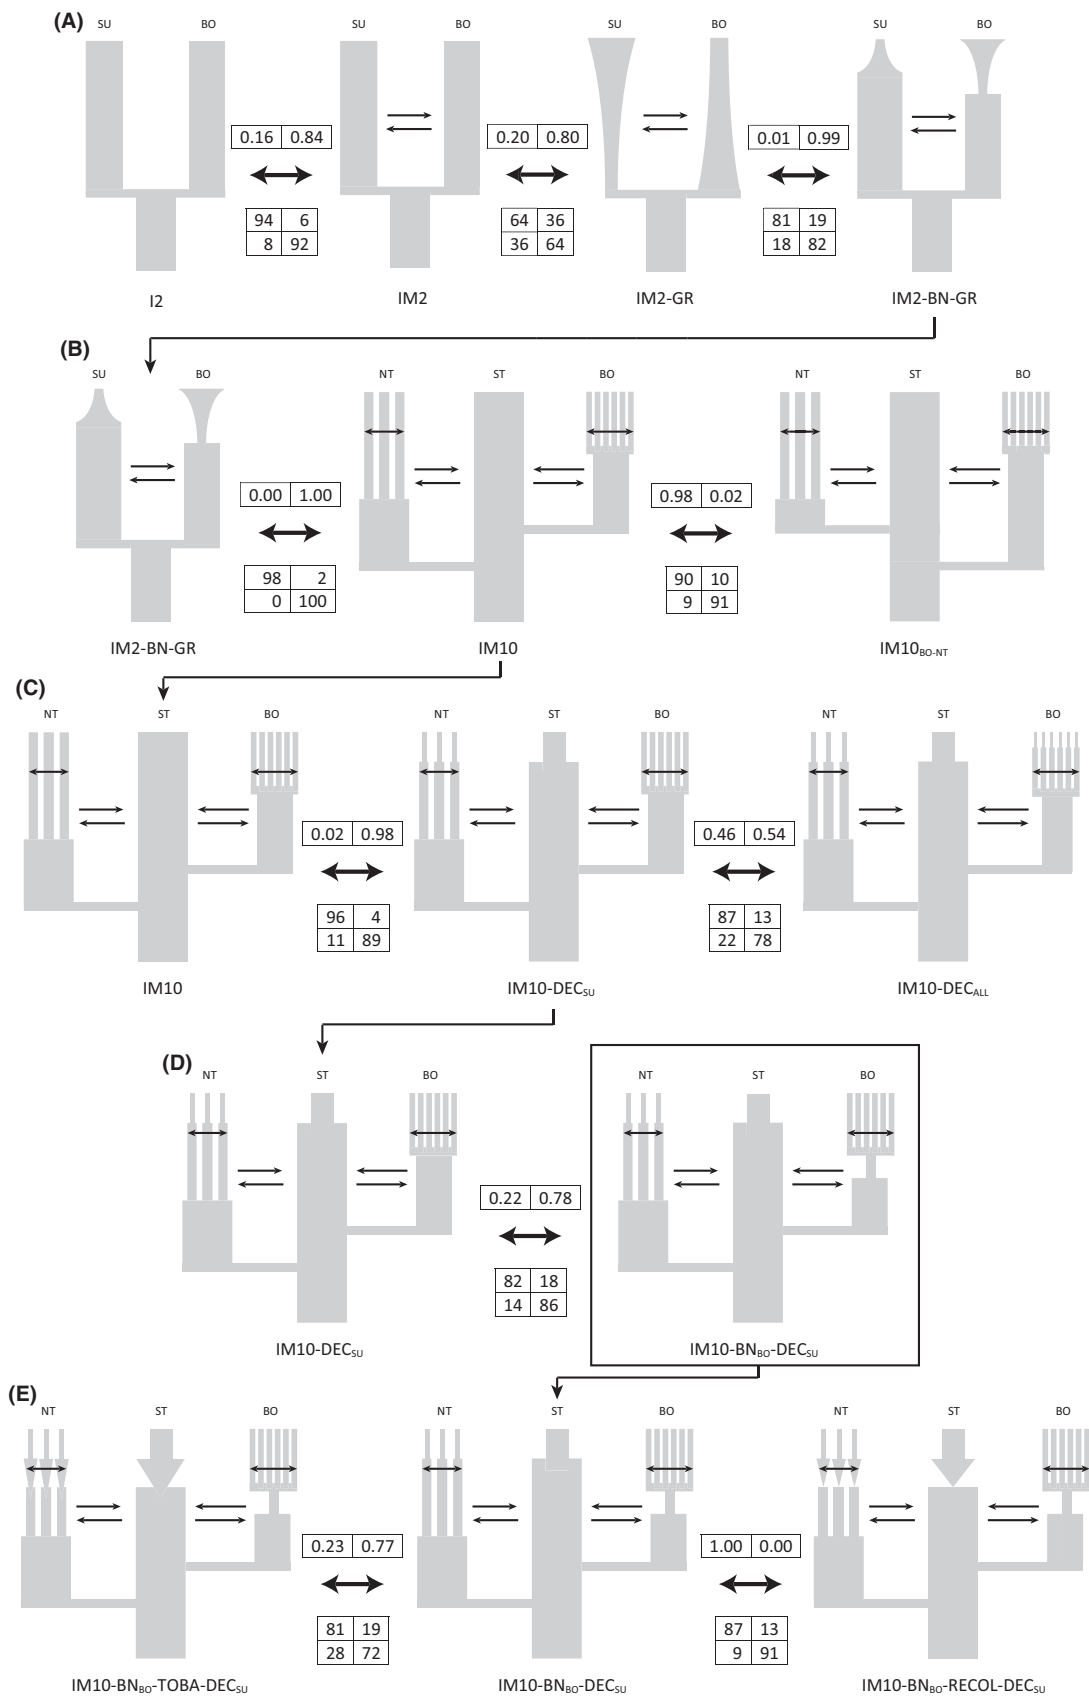 (A)
SU BO SU BO SU BO SU BO
0.16 0.84 0.20 0.80 0.01 0.99
94 6 64 36 81 19
8 92 36 64 18 82
I2 IM2 IM2-GR IM2-BN-GR
(B)
SU BO NT ST BO NT ST BO
0.00 1.00 0.98 0.02
98 2 90 10
0 100 9 91
IM2-BN-GR IM10 IM10BO-NT
(C)
NT ST BO NT ST BO NT ST BO
0.02 0.98 0.46 0.54
96 4 87 13
11 89 22 78
IM10 IM10-DECSU IM10-DECALL
(D)
NT ST BO NT ST BO
0.22 0.78
82 18
14 86
IM10-DECSU IM10-BNBO-DECSU
(E)
NT ST BO NT ST BO NT ST BO
0.23 0.77 1.00 0.00
81 19 87 13
28 72 9 91
IM10-BNBO-TOBA-DECSU IM10-BNBO-DECSU IM10-BNBO-RECOL-DECSU